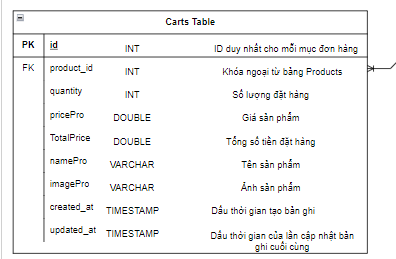 Carts Table
PK id INT ID duy nhất cho mỗi mục đơn hàng
FK product_id INT Khóa ngoại từ bảng Products
quantity INT Số lượng đặt hàng
pricePro DOUBLE Giá sản phẩm
TotalPrice DOUBLE Tổng số tiền đặt hàng
namePro VARCHAR Tên sản phẩm
imagePro VARCHAR Ảnh sản phẩm
created_at TIMESTAMP Dấu thời gian tạo bản ghi
updated_at TIMESTAMP Dấu thời gian của lần cập nhật bản
ghi cuối cùng